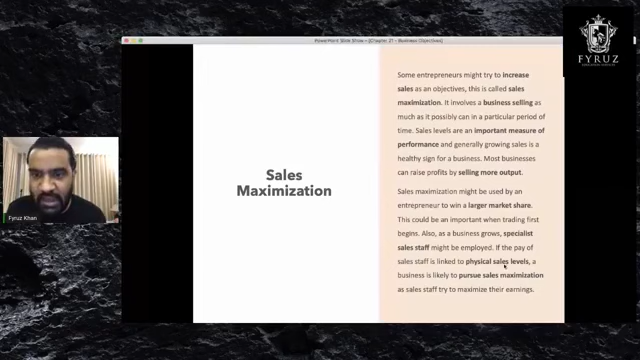 PowerPoint Slide Show - [Chapter 21 - Business Objectives]
FYRUZ
Sales
Maximization
Some entrepreneurs might try to increase
sales as an objectives, this is called sales
maximization. It involves a business selling as
much as it possibly can in a particular period of
time. Sales levels are an important measure of
performance and generally growing sales is a
healthy sign for a business. Most businesses
can raise profits by selling more output.
Sales maximization might be used by an
entrepreneur to win a larger market share.
This could be an important when trading first
begins. Also, as a business grows, specialist
sales staff might be employed. If the pay of
sales staff is linked to physical sales levels, a
business is likely to pursue sales maximization
as sales staff try to maximize their earnings.
Fyruz Khan